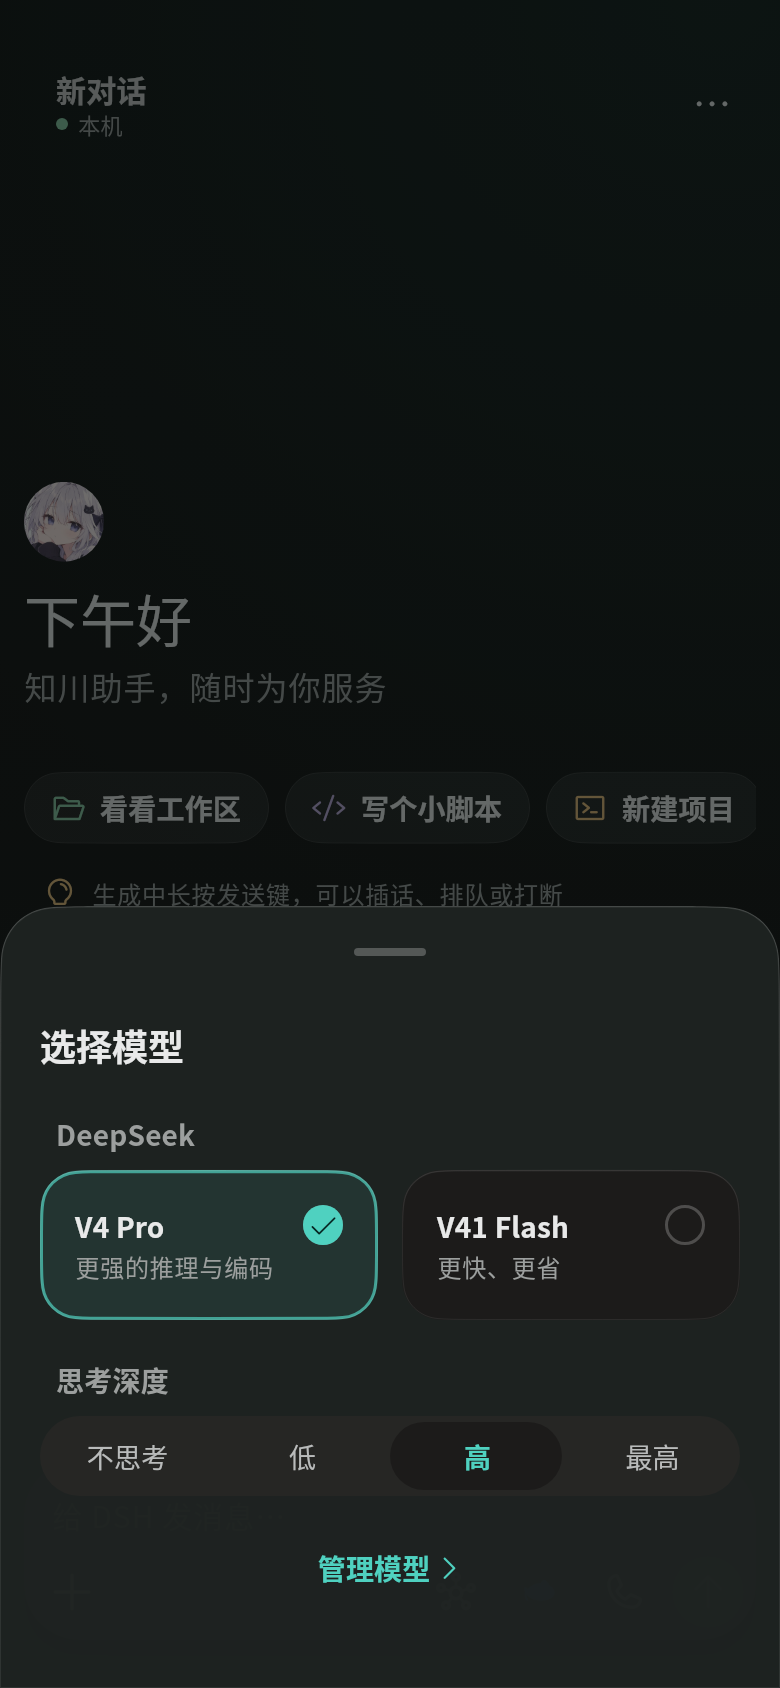 新对话
本机
下午好
知川助手，随时为你服务
看看工作区
写个小脚本
新建项目
生成中长按发送键，可以插话、排队或打断
选择模型
DeepSeek
V4 Pro
V41 Flash
更强的推理与编码
更快、更省
思考深度
不思考 低 高 最高
管理模型